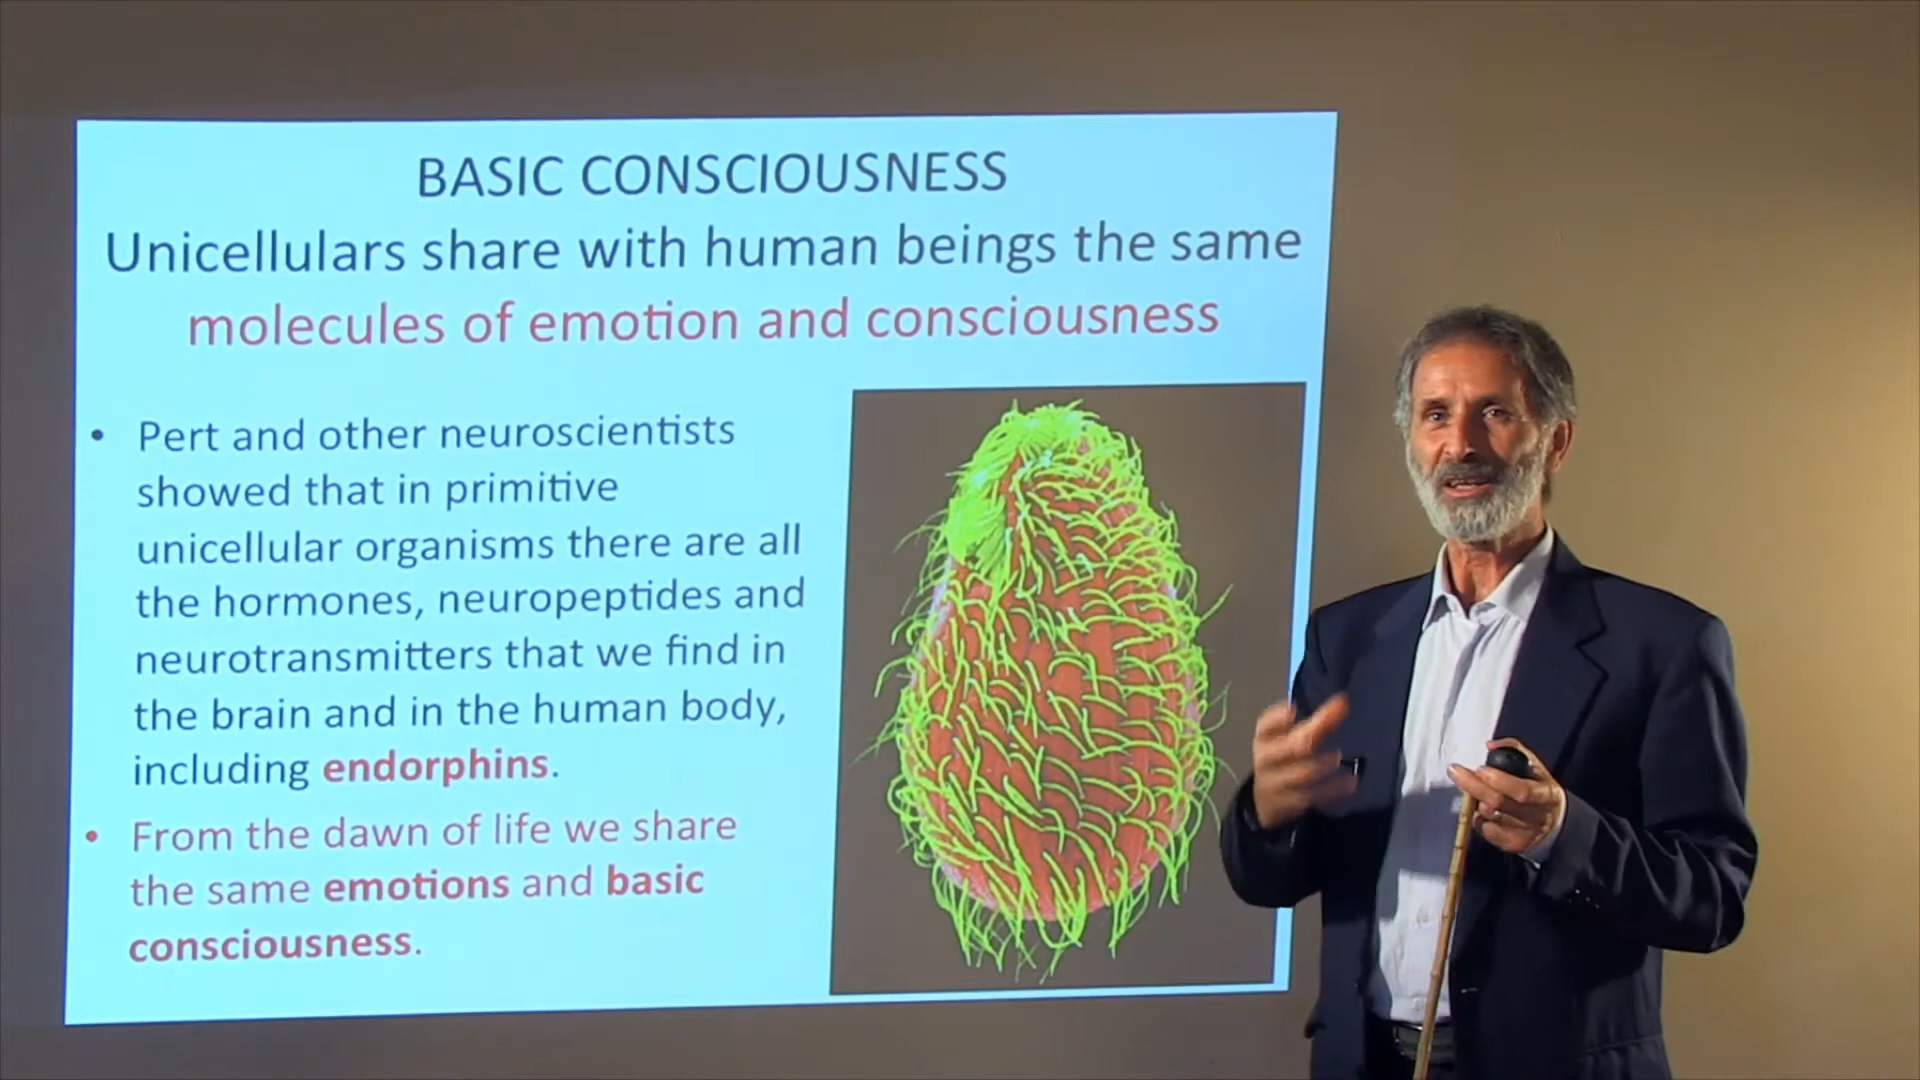 BASIC CONSCIOUSNESS
Unicellulars share with human beings the same
molecules of emotion and consciousness
• Pert and other neuroscientists
showed that in primitive
unicellular organisms there are all
the hormones, neuropeptides and
neurotransmitters that we find in
the brain and in the human body,
including endorphins.
• From the dawn of life we share
the same emotions and basic
consciousness.